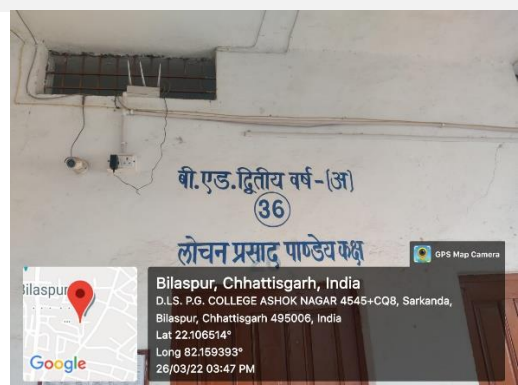 बी.एड.द्वितीय वर्ष-(अ)
36
लोचन प्रसाद पाण्डेय कक्ष
GPS Map Camera
Bilaspur
Google
Bilaspur, Chhattisgarh, India
D.L.S. P.G. COLLEGE ASHOK NAGAR 4545+CQ8, Sarkanda,
Bilaspur, Chhattisgarh 495006, India
Lat 22.106514°
Long 82.159393°
26/03/22 03:47 PM